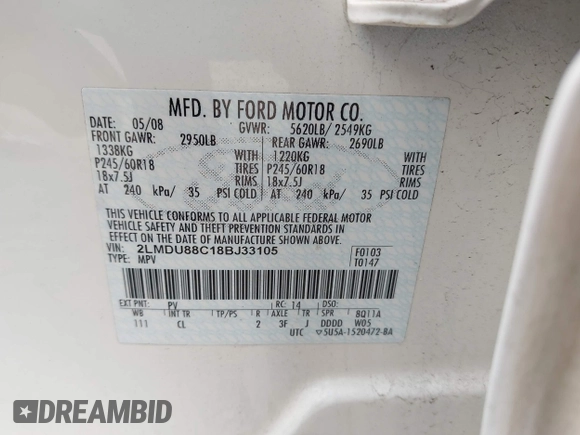 MFD. BY FORD MOTOR CO.
DATE: 05/08 GVWR: 5620LB/ 2549KG
FRONT GAWR: 2950LB REAR GAWR: 2690LB
1338KG WITH 1220KG WITH
P245/60R18 TIRES P245/60R18 TIRES
18x7.5J RIMS 18x7.5J RIMS
AT 240 kPa/ 35 PSI COLD AT 240 kPa/ 35 PSI COLD
THIS VEHICLE CONFORMS TO ALL APPLICABLE FEDERAL MOTOR
VEHICLE SAFETY AND THEFT PREVENTION STANDARDS IN
EFFECT ON THE DATE OF MANUFACTURE SHOWN ABOVE.
VIN: 2LMDU88C18BJ33105 F0103
TYPE: MPV T0147
EXT PNT: PV RC: 14 DSO:
WB INT TR TP/PS R AXLE TR SPR 8Q11A
111 CL 2 3F J DDDD W05
UTC 5U5A-1520472-BA
DREAMBID